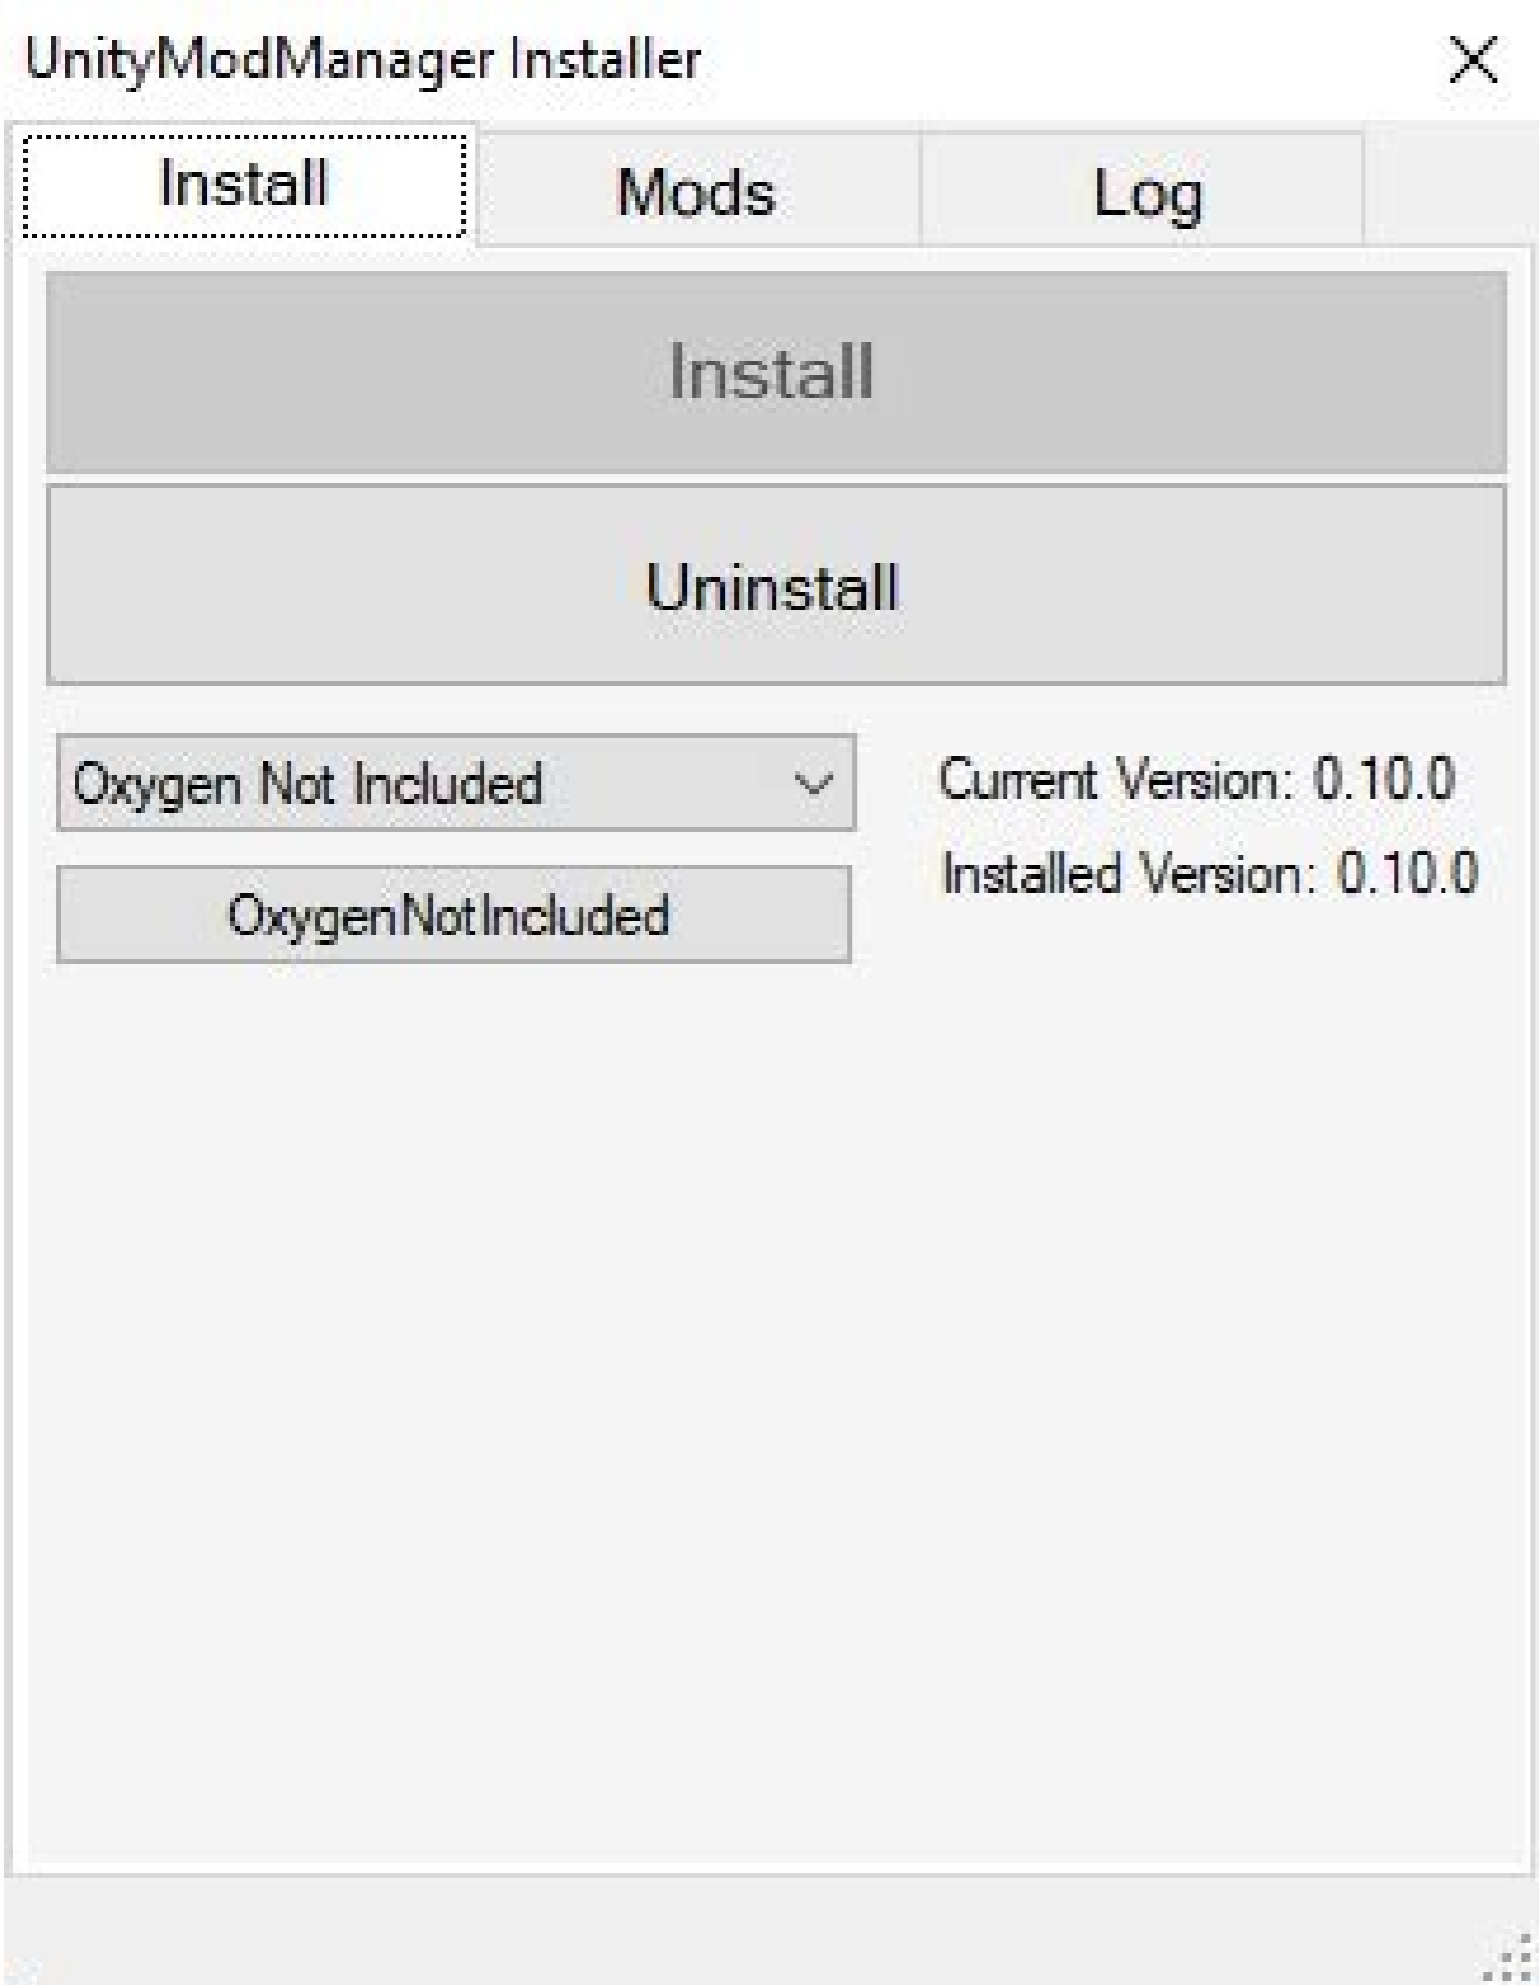 UnityModManager Installer
Install Mods Log
Install
Uninstall
Oxygen Not Included Current Version: 0.10.0
Installed Version: 0.10.0
OxygenNotIncluded